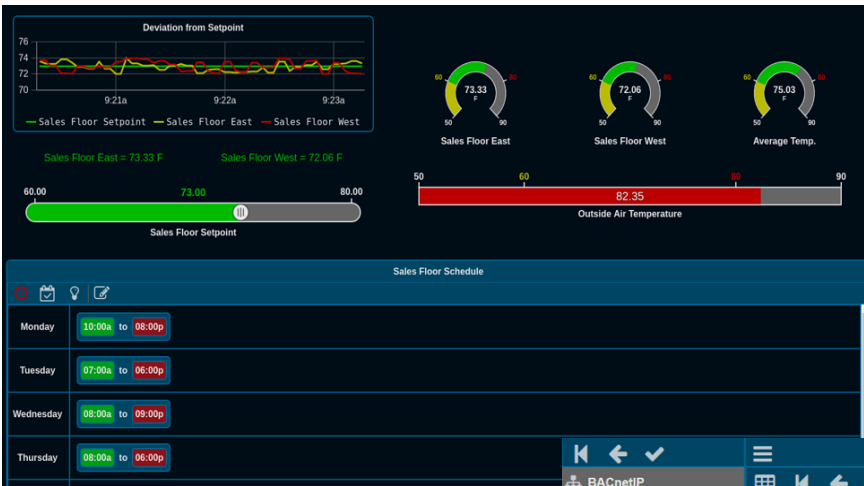 Deviation from Setpoint
76
74
72
70
9:21a 9:22a 9:23a
Sales Floor Setpoint Sales Floor East Sales Floor West
60 80
73.33
F
50 90
Sales Floor East
60 80
72.06
F
50 90
Sales Floor West
60 80
75.03
F
50 90
Average Temp.
Sales Floor East = 73.33 F Sales Floor West = 72.06 F
60.00 73.00 80.00
Sales Floor Setpoint
50 60 80 90
82.35
Outside Air Temperature
Sales Floor Schedule
Monday 10:00a to 08:00p
Tuesday 07:00a to 06:00p
Wednesday 08:00a to 09:00p
Thursday 08:00a to 06:00p
BACnetIP